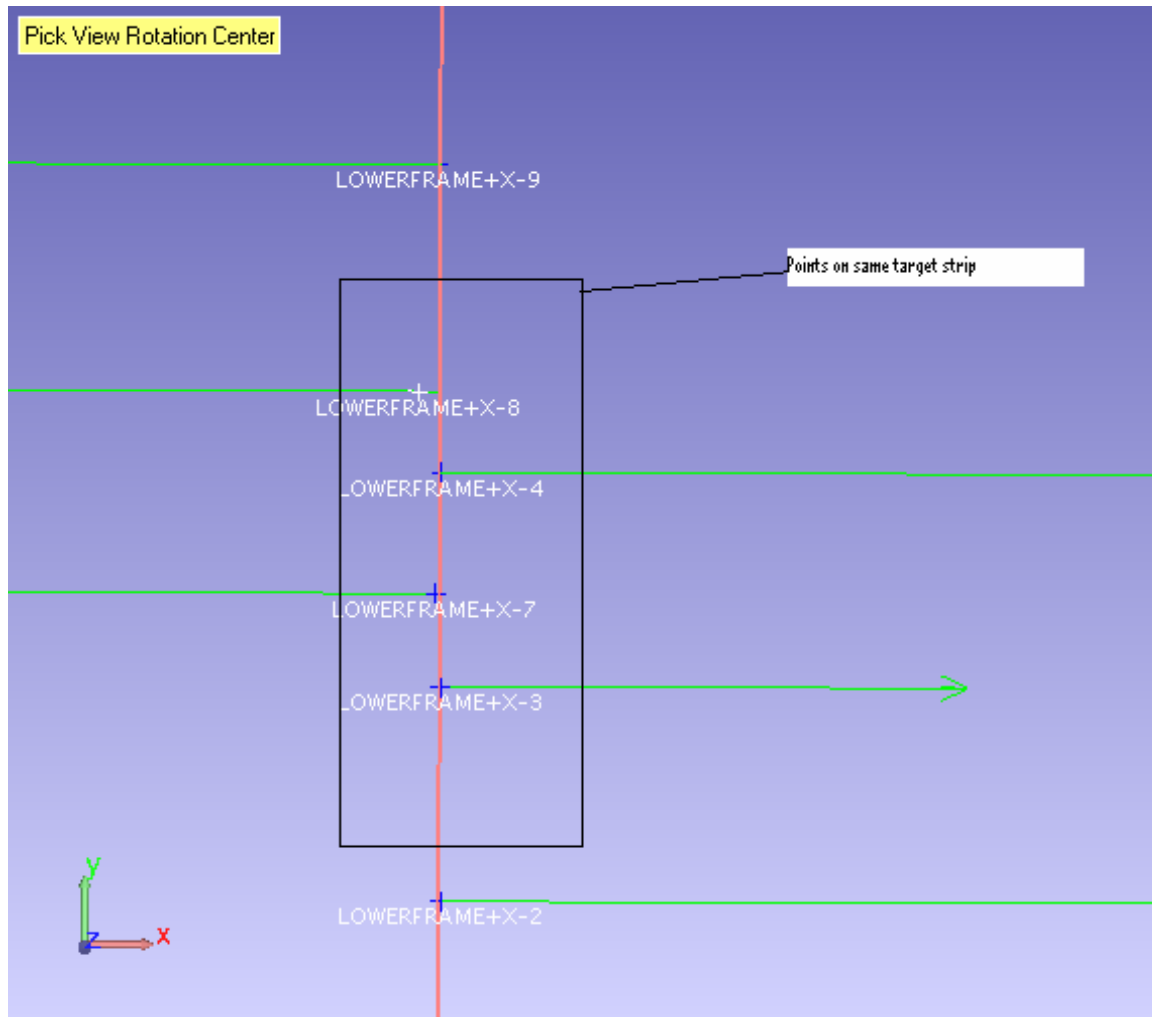 Pick View Rotation Center
LOWERFRAME+X-9
Points on same target strip
LOWERFRAME+X-8
LOWERFRAME+X-4
LOWERFRAME+X-7
LOWERFRAME+X-3
LOWERFRAME+X-2
y
z
x